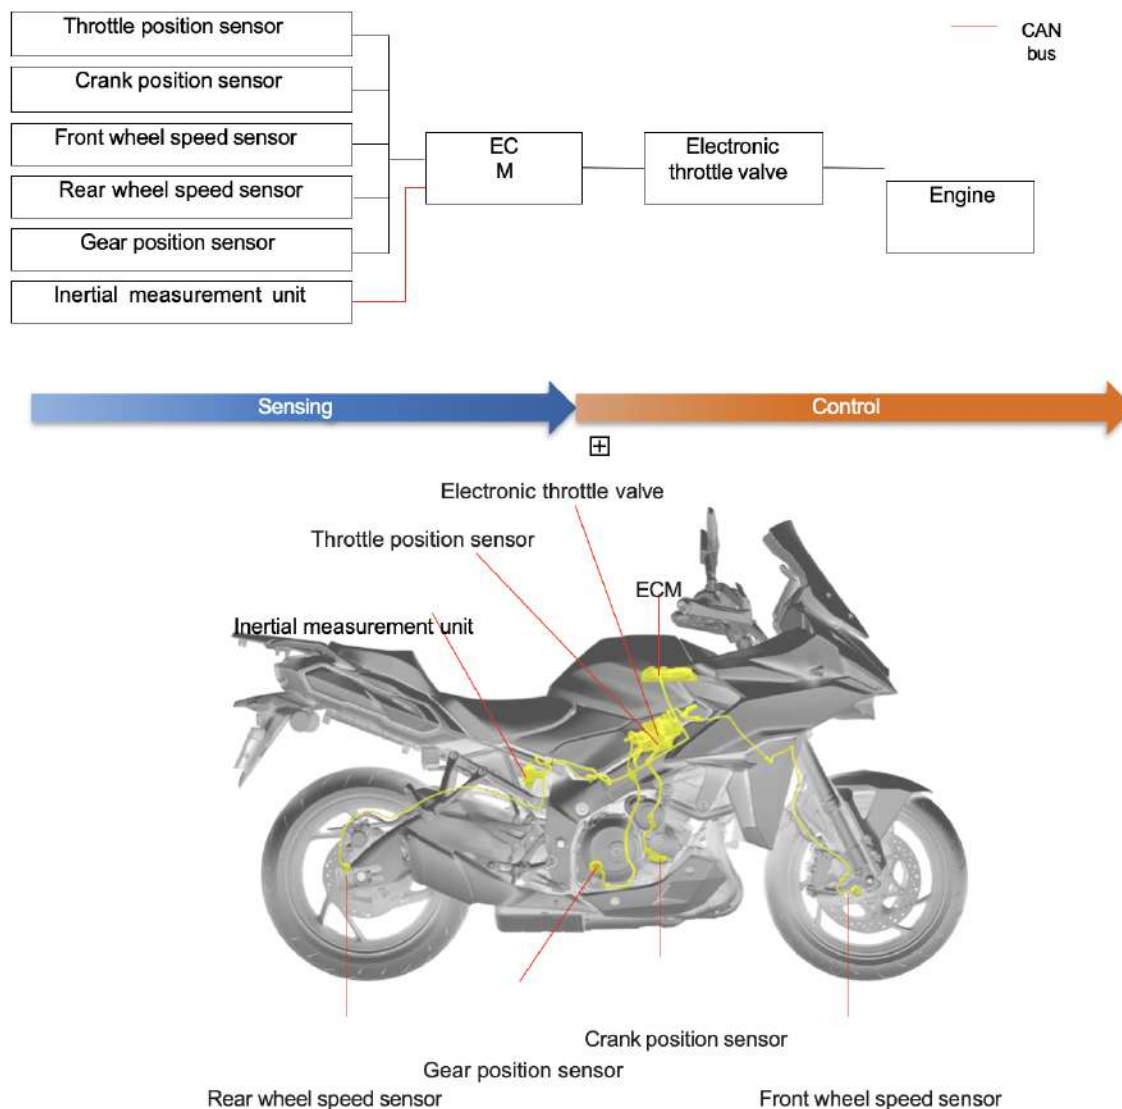 Throttle position sensor
Crank position sensor
Front wheel speed sensor
Rear wheel speed sensor
Gear position sensor
Inertial measurement unit
EC
M
Electronic
throttle valve
Engine
CAN
bus
Sensing
Control
Electronic throttle valve
Throttle position sensor
ECM
Inertial measurement unit
Crank position sensor
Gear position sensor
Rear wheel speed sensor
Front wheel speed sensor